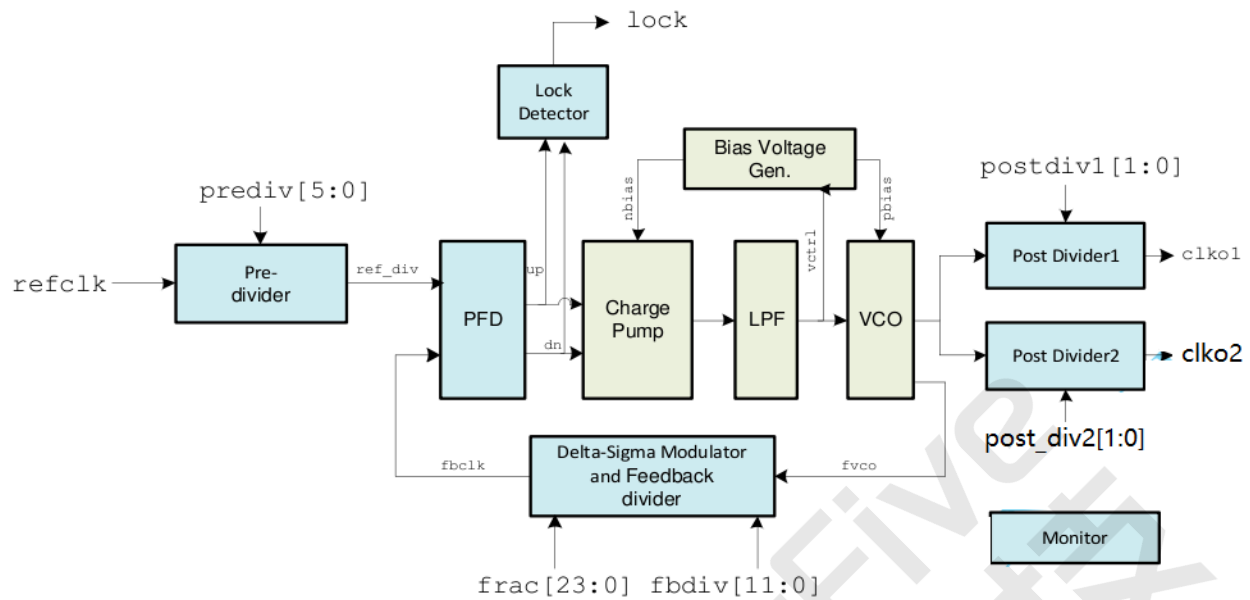 lock
Lock
Detector
Bias Voltage
Gen.
postdiv1[1:0]
prediv[5:0]
nbias
vctrl
pbias
refclk
Pre-
divider
ref_div
PFD
up
dn
Charge
Pump
LPF
VCO
Post Divider1
clko1
Post Divider2
clko2
post_div2[1:0]
fbclk
Delta-Sigma Modulator
and Feedback
divider
fvco
Monitor
frac[23:0]
fbdiv[11:0]
Five